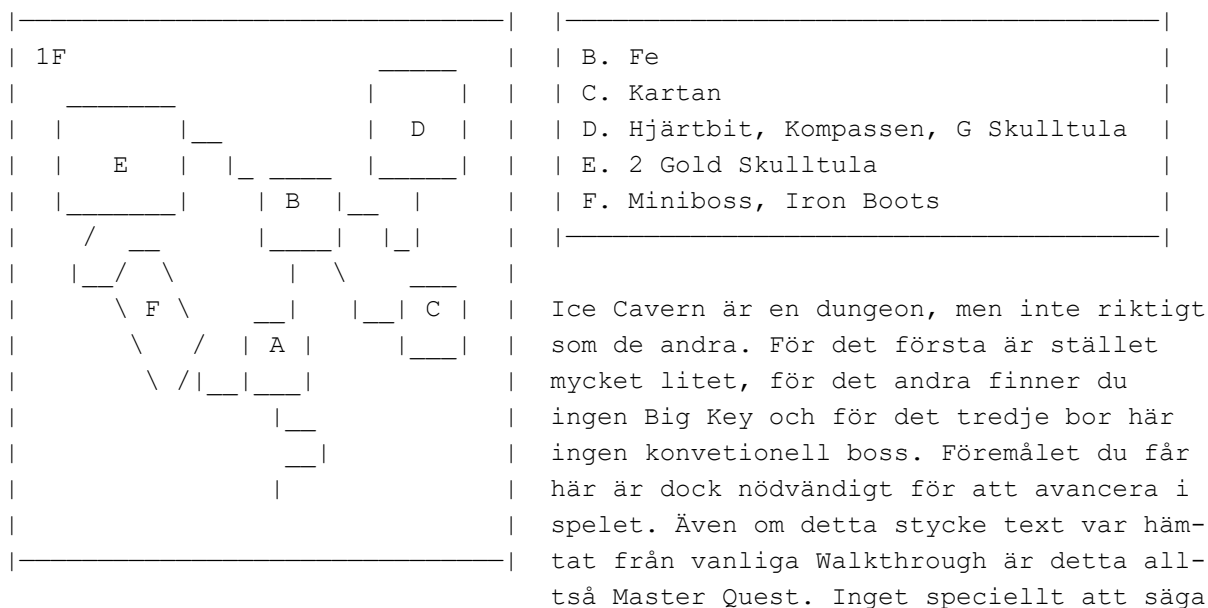 1F
B. Fe
C. Kartan
D. Hjärtbit, Kompassen, G Skulltula
E. 2 Gold Skulltula
F. Miniboss, Iron Boots
D
E
B
F
C
A
Ice Cavern är en dungeon, men inte riktigt
som de andra. För det första är stället
mycket litet, för det andra finner du
ingen Big Key och för det tredje bor här
ingen konvetionell boss. Föremålet du får
här är dock nödvändigt för att avancera i
spelet. Även om detta stycke text var häm-
tat från vanliga Walkthrough är detta all-
tså Master Quest. Inget speciellt att säga